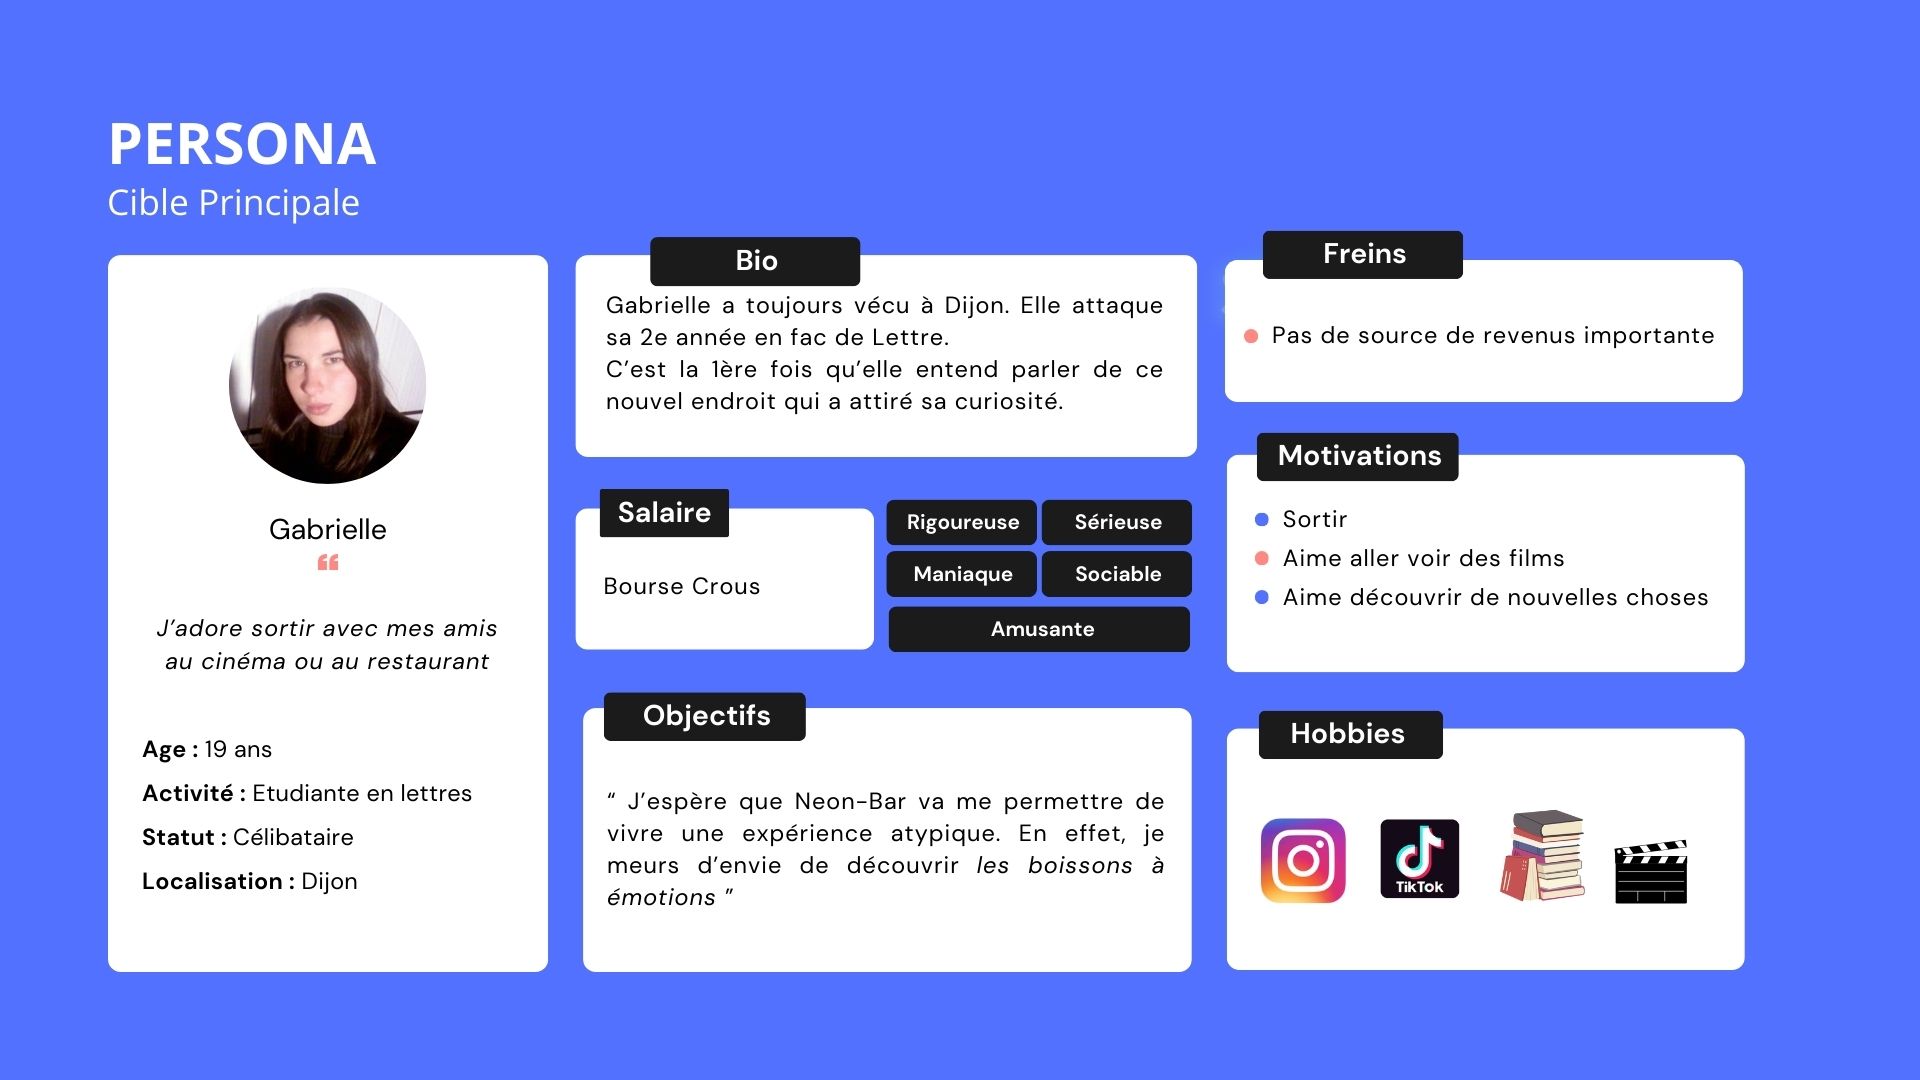 PERSONA
Cible Principale
Gabrielle
“
J’adore sortir avec mes amis
au cinéma ou au restaurant
Age : 19 ans
Activité : Etudiante en lettres
Statut : Célibataire
Localisation : Dijon
Bio
Gabrielle a toujours vécu à Dijon. Elle attaque
sa 2e année en fac de Lettre.
C’est la 1ère fois qu’elle entend parler de ce
nouvel endroit qui a attiré sa curiosité.
Salaire
Bourse Crous
Rigoureuse
Sérieuse
Maniaque
Sociable
Amusante
Objectifs
“ J’espère que Neon-Bar va me permettre de
vivre une expérience atypique. En effet, je
meurs d’envie de découvrir les boissons à
émotions ”
Freins
Pas de source de revenus importante
Motivations
Sortir
Aime aller voir des films
Aime découvrir de nouvelles choses
Hobbies
TikTok